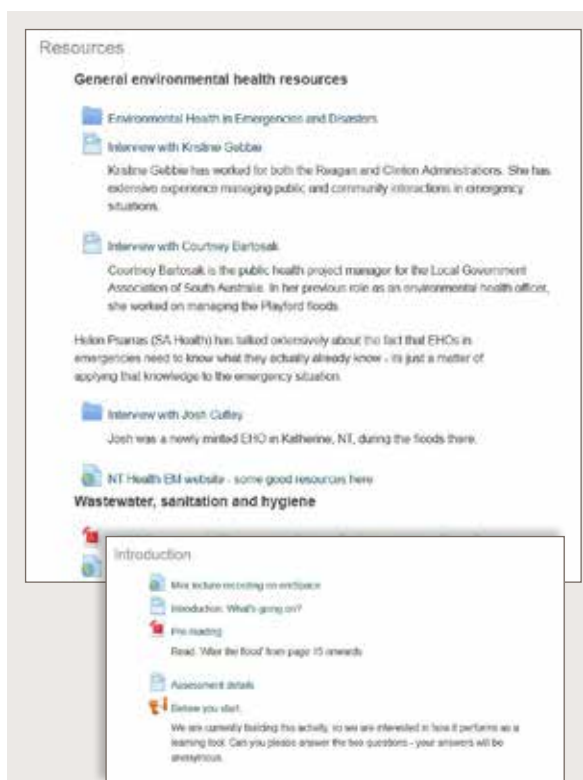 Resources
General environmental health resources
Environmental Health in Emergencies and Disasters
Interview with Kristine Gebbie
Kristine Gebbie has worked for both the Reagan and Clinton Administrations. She has
extensive experience managing public and community interactions in emergency
situations.
Interview with Courtney Bartosak
Courtney Bartosak is the public health project manager for the Local Government
Association of South Australia. In her previous role as an environmental health officer,
she worked on managing the Playford floods.
Helen Psarras (SA Health) has talked extensively about the fact that EHOs in
emergencies need to know what they actually already know - its just a matter of
applying that knowledge to the emergency situation.
Interview with Josh
Josh was a newly minted EHO in Katherine, NT, during the floods there.
NT Health EM website - some good resources here
Wastewater, sanitation and hygiene
Introduction
Mini lecture recording on
Introduction: What's going on?
Pre-reading
Read 'After the flood' from page 15 onwards
Assessment details
Before you start.
We are currently building this activity, so we are interested in how it performs as a
learning tool. Can you please answer the two questions - your answers will be
anonymous.